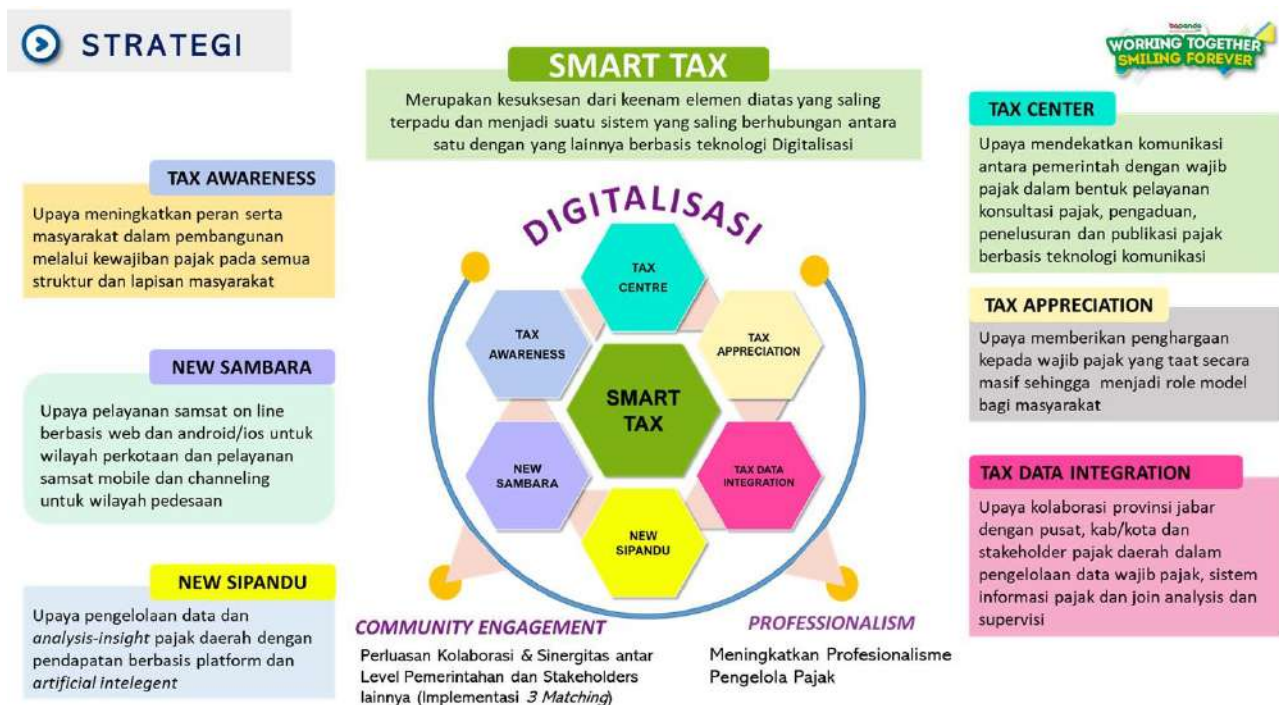 STRATEGI
bapenda
WORKING TOGETHER
SMILING FOREVER
SMART TAX
Merupakan kesuksesan dari keenam elemen diatas yang saling
terpadu dan menjadi suatu sistem yang saling berhubungan antara
satu dengan yang lainnya berbasis teknologi Digitalisasi
TAX AWARENESS
Upaya meningkatkan peran serta
masyarakat dalam pembangunan
melalui kewajiban pajak pada semua
struktur dan lapisan masyarakat
NEW SAMBARA
Upaya pelayanan samsat on line
berbasis web dan android/ios untuk
wilayah perkotaan dan pelayanan
samsat mobile dan channeling
untuk wilayah pedesaan
NEW SIPANDU
Upaya pengelolaan data dan
analysis-insight pajak daerah dengan
pendapatan berbasis platform dan
artificial intelegent
DIGITALISASI
TAX
CENTRE
TAX
AWARENESS
TAX
APPRECIATION
SMART
TAX
NEW
SAMBARA
TAX DATA
INTEGRATION
NEW
SIPANDU
COMMUNITY ENGAGEMENT
Perluasan Kolaborasi & Sinergitas antar
Level Pemerintahan dan Stakeholders
lainnya (Implementasi 3 Matching)
PROFESSIONALISM
Meningkatkan Profesionalisme
Pengelola Pajak
TAX CENTER
Upaya mendekatkan komunikasi
antara pemerintah dengan wajib
pajak dalam bentuk pelayanan
konsultasi pajak, pengaduan,
penelusuran dan publikasi pajak
berbasis teknologi komunikasi
TAX APPRECIATION
Upaya memberikan penghargaan
kepada wajib pajak yang taat secara
masif sehingga menjadi role model
bagi masyarakat
TAX DATA INTEGRATION
Upaya kolaborasi provinsi jabar
dengan pusat, kab/kota dan
stakeholder pajak daerah dalam
pengelolaan data wajib pajak, sistem
informasi pajak dan join analysis dan
supervisi